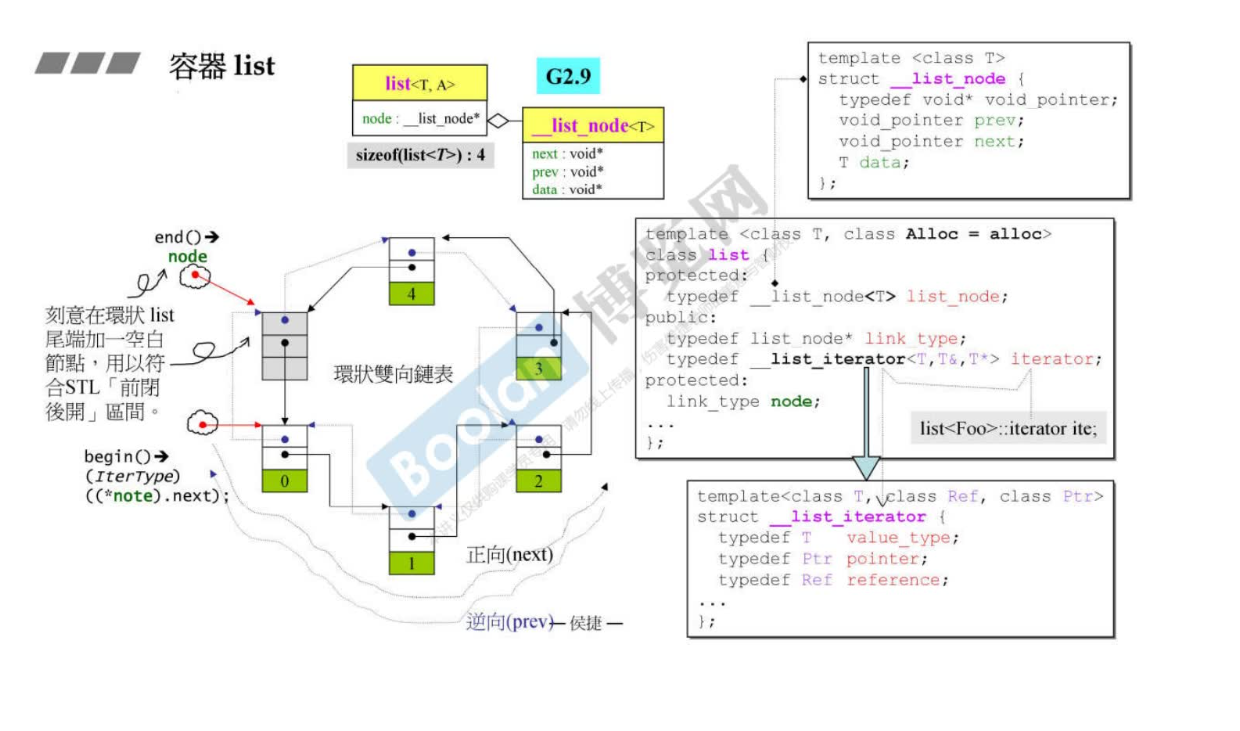 容器 list
list<T, A>
node : __list_node*
sizeof(list<T>) : 4
G2.9
__list_node<T>
next : void*
prev : void*
data : void*
template <class T>
struct __list_node {
typedef void* void_pointer;
void_pointer prev;
void_pointer next;
T data;
};
end()➔
node
刻意在環狀 list
尾端加一空白
節點，用以符
合STL「前閉
後開」區間。
begin()➔
(IterType)
((*note).next);
環狀雙向鏈表
4
3
0
2
1
正向(next)
逆向(prev)
— 侯捷 —
template <class T, class Alloc = alloc>
class list {
protected:
typedef __list_node<T> list_node;
public:
typedef list_node* link_type;
typedef __list_iterator<T,T&,T*> iterator;
protected:
link_type node;
...
};
list<Foo>::iterator ite;
template<class T, class Ref, class Ptr>
struct __list_iterator {
typedef T value_type;
typedef Ptr pointer;
typedef Ref reference;
...
};
Boolan
博览网